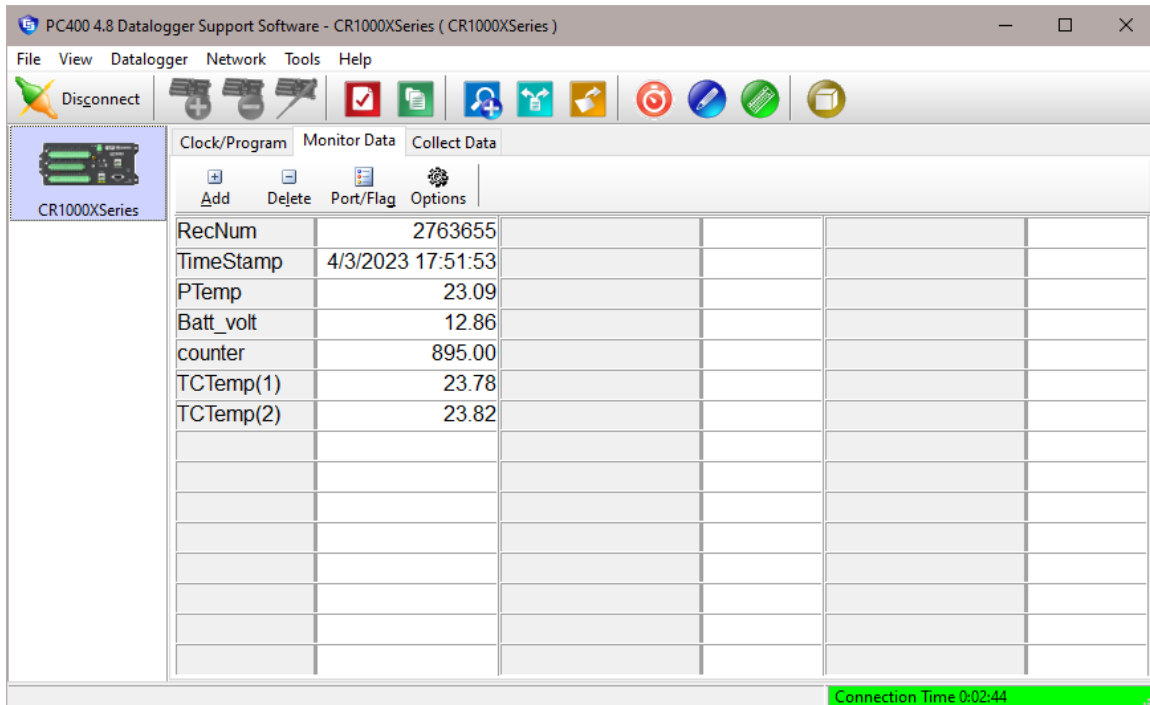 PC400 4.8 Datalogger Support Software - CR1000XSeries ( CR1000XSeries )
File View Datalogger Network Tools Help
Disconnect
CR1000XSeries
Clock/Program Monitor Data Collect Data
Add Delete Port/Flag Options
RecNum 2763655
TimeStamp 4/3/2023 17:51:53
PTemp 23.09
Batt_volt 12.86
counter 895.00
TCTemp(1) 23.78
TCTemp(2) 23.82
Connection Time 0:02:44